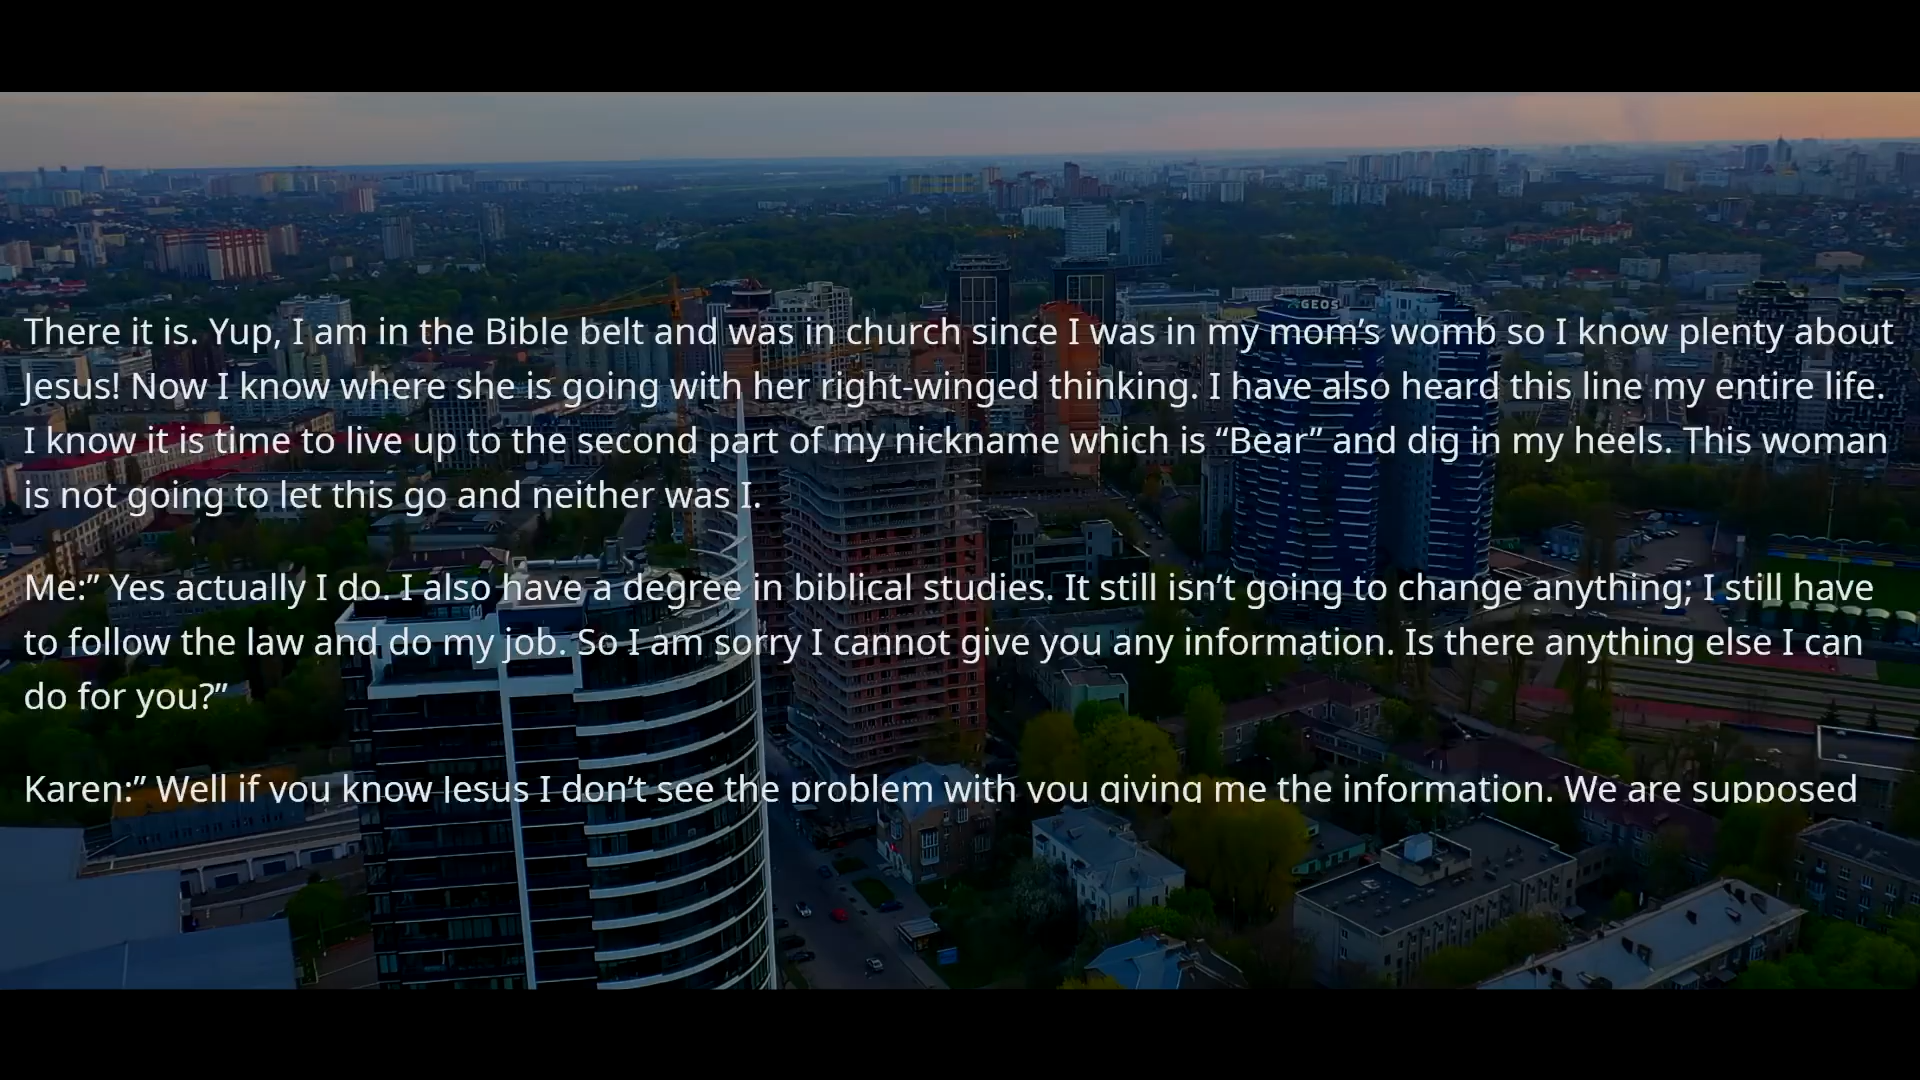 GEOS
There it is. Yup, I am in the Bible belt and was in church since I was in my mom’s womb so I know plenty about
Jesus! Now I know where she is going with her right-winged thinking. I have also heard this line my entire life.
I know it is time to live up to the second part of my nickname which is “Bear” and dig in my heels. This woman
is not going to let this go and neither was I.
Me:” Yes actually I do. I also have a degree in biblical studies. It still isn’t going to change anything; I still have
to follow the law and do my job. So I am sorry I cannot give you any information. Is there anything else I can
do for you?”
Karen:” Well if you know Jesus I don’t see the problem with you giving me the information. We are supposed